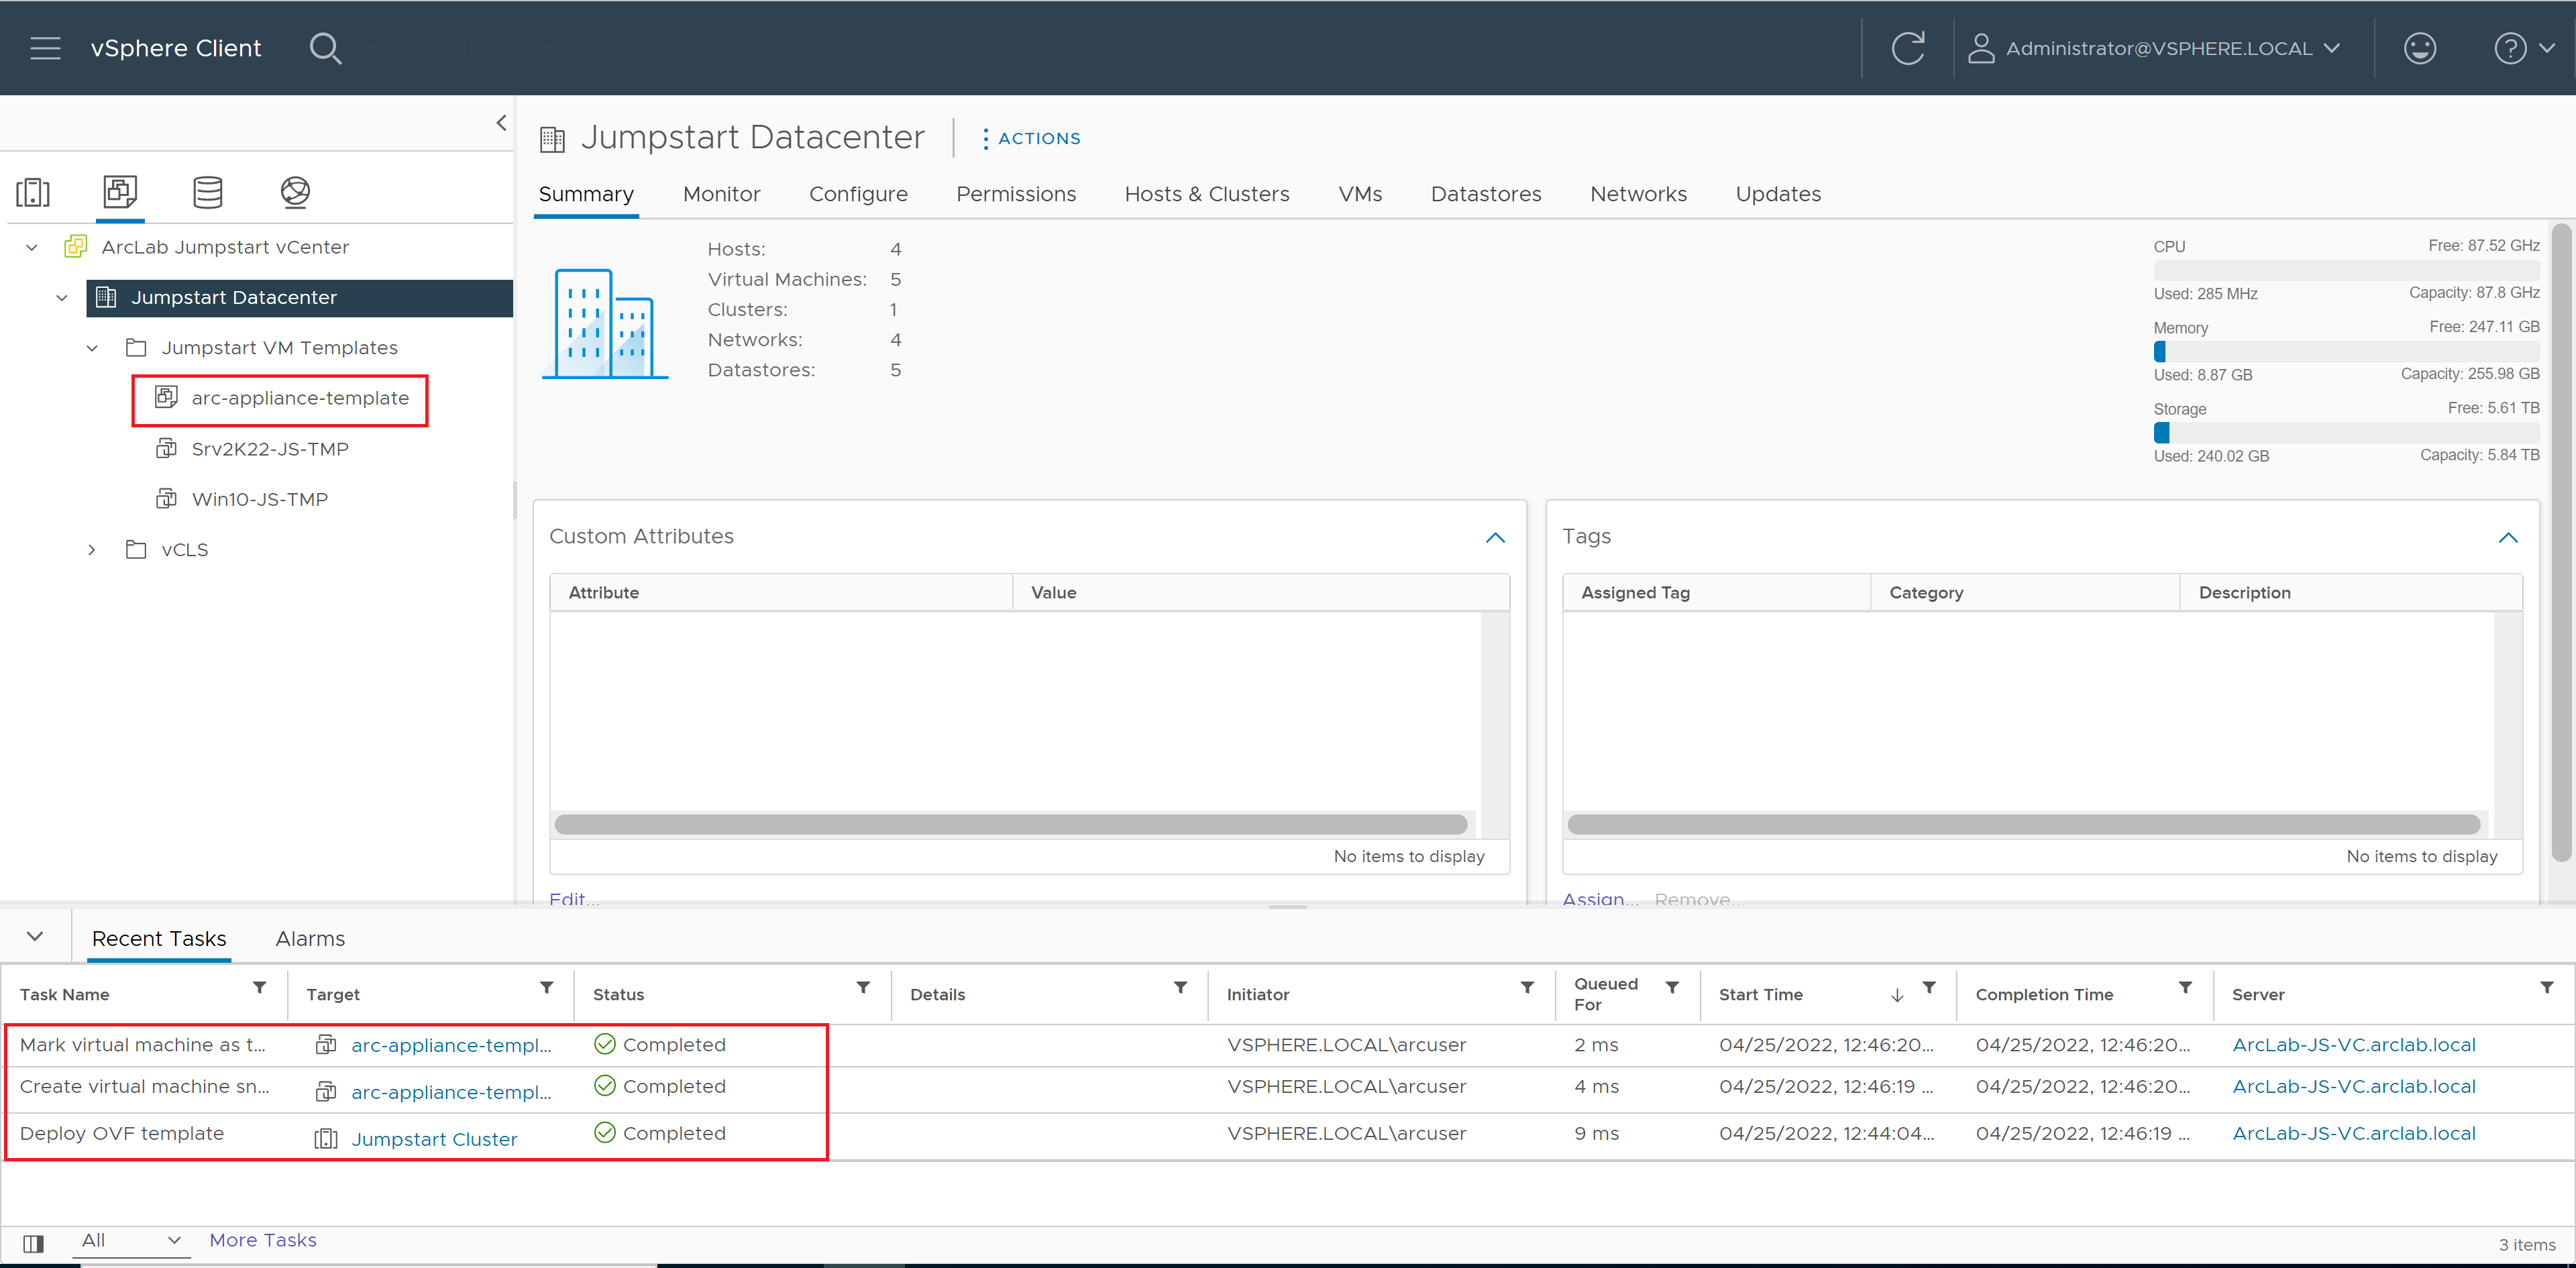 vSphere Client
Administrator@VSPHERE.LOCAL
Jumpstart Datacenter
ACTIONS
Summary Monitor Configure Permissions Hosts & Clusters VMs Datastores Networks Updates
ArcLab Jumpstart vCenter
Jumpstart Datacenter
Jumpstart VM Templates
arc-appliance-template
Srv2K22-JS-TMP
Win10-JS-TMP
vCLS
Hosts: 4
Virtual Machines: 5
Clusters: 1
Networks: 4
Datastores: 5
CPU Free: 87.52 GHz
Used: 285 MHz Capacity: 87.8 GHz
Memory Free: 247.11 GB
Used: 8.87 GB Capacity: 255.98 GB
Storage Free: 5.61 TB
Used: 240.02 GB Capacity: 5.84 TB
Custom Attributes
Attribute Value
No items to display
Edit...
Tags
Assigned Tag Category Description
No items to display
Assign... Remove...
Recent Tasks Alarms
Task Name Target Status Details Initiator Queued For Start Time Completion Time Server
Mark virtual machine as t... arc-appliance-templ... Completed VSPHERE.LOCAL\arcuser 2 ms 04/25/2022, 12:46:20... 04/25/2022, 12:46:20... ArcLab-JS-VC.arclab.local
Create virtual machine sn... arc-appliance-templ... Completed VSPHERE.LOCAL\arcuser 4 ms 04/25/2022, 12:46:19 ... 04/25/2022, 12:46:20... ArcLab-JS-VC.arclab.local
Deploy OVF template Jumpstart Cluster Completed VSPHERE.LOCAL\arcuser 9 ms 04/25/2022, 12:44:04... 04/25/2022, 12:46:19 ... ArcLab-JS-VC.arclab.local
All More Tasks 3 items